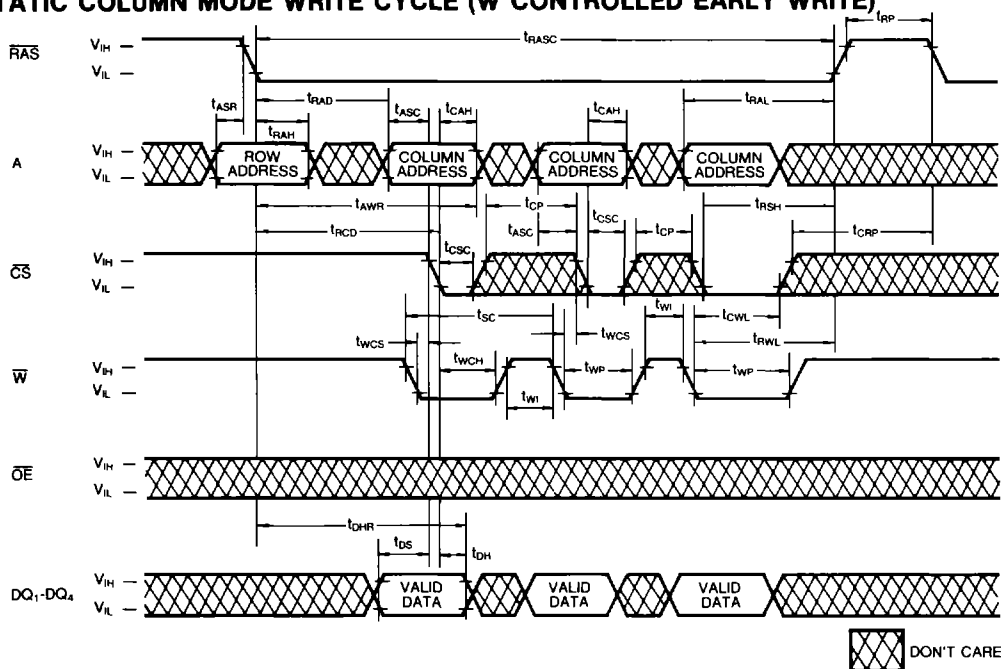 TATIC COLUMN MODE WRITE CYCLE (W CONTROLLED EARLY WRITE)
tRP
RAS
VIH
VIL
tRASC
tASR
tRAD
tRAH
tASC
tCAH
tCAH
tRAL
A
VIH
VIL
ROW ADDRESS
COLUMN ADDRESS
COLUMN ADDRESS
COLUMN ADDRESS
tAWR
tCP
tRSH
tRCD
tASC
tCSC
tCP
tCRP
tCSC
CS
VIH
VIL
tSC
tWI
tCWL
tWCS
tWCS
tRWL
tWCH
tWP
tWP
W
VIH
VIL
tWI
OE
VIH
VIL
tDHR
tDS
tDH
DQ1-DQ4
VIH
VIL
VALID DATA
VALID DATA
VALID DATA
DON'T CARE